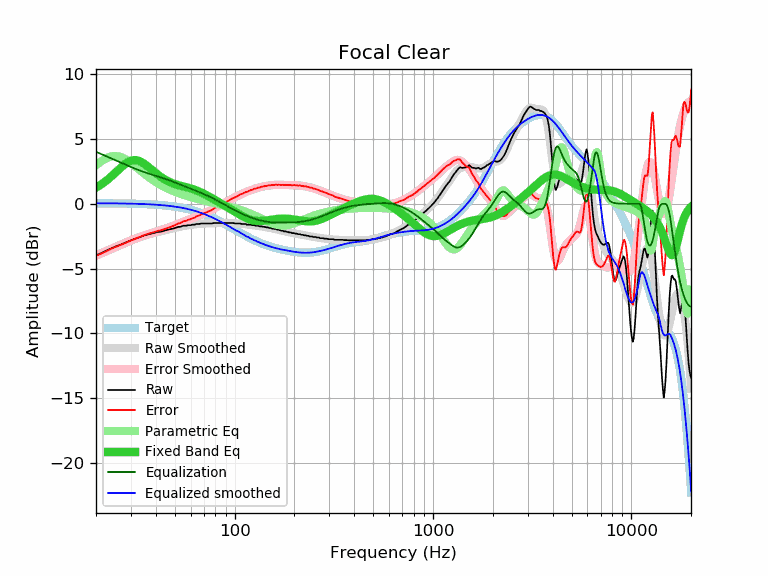 Focal Clear
10
5
0
−5
−10
−15
−20
Amplitude (dBr)
Target
Raw Smoothed
Error Smoothed
Raw
Error
Parametric Eq
Fixed Band Eq
Equalization
Equalized smoothed
100 1000 10000
Frequency (Hz)